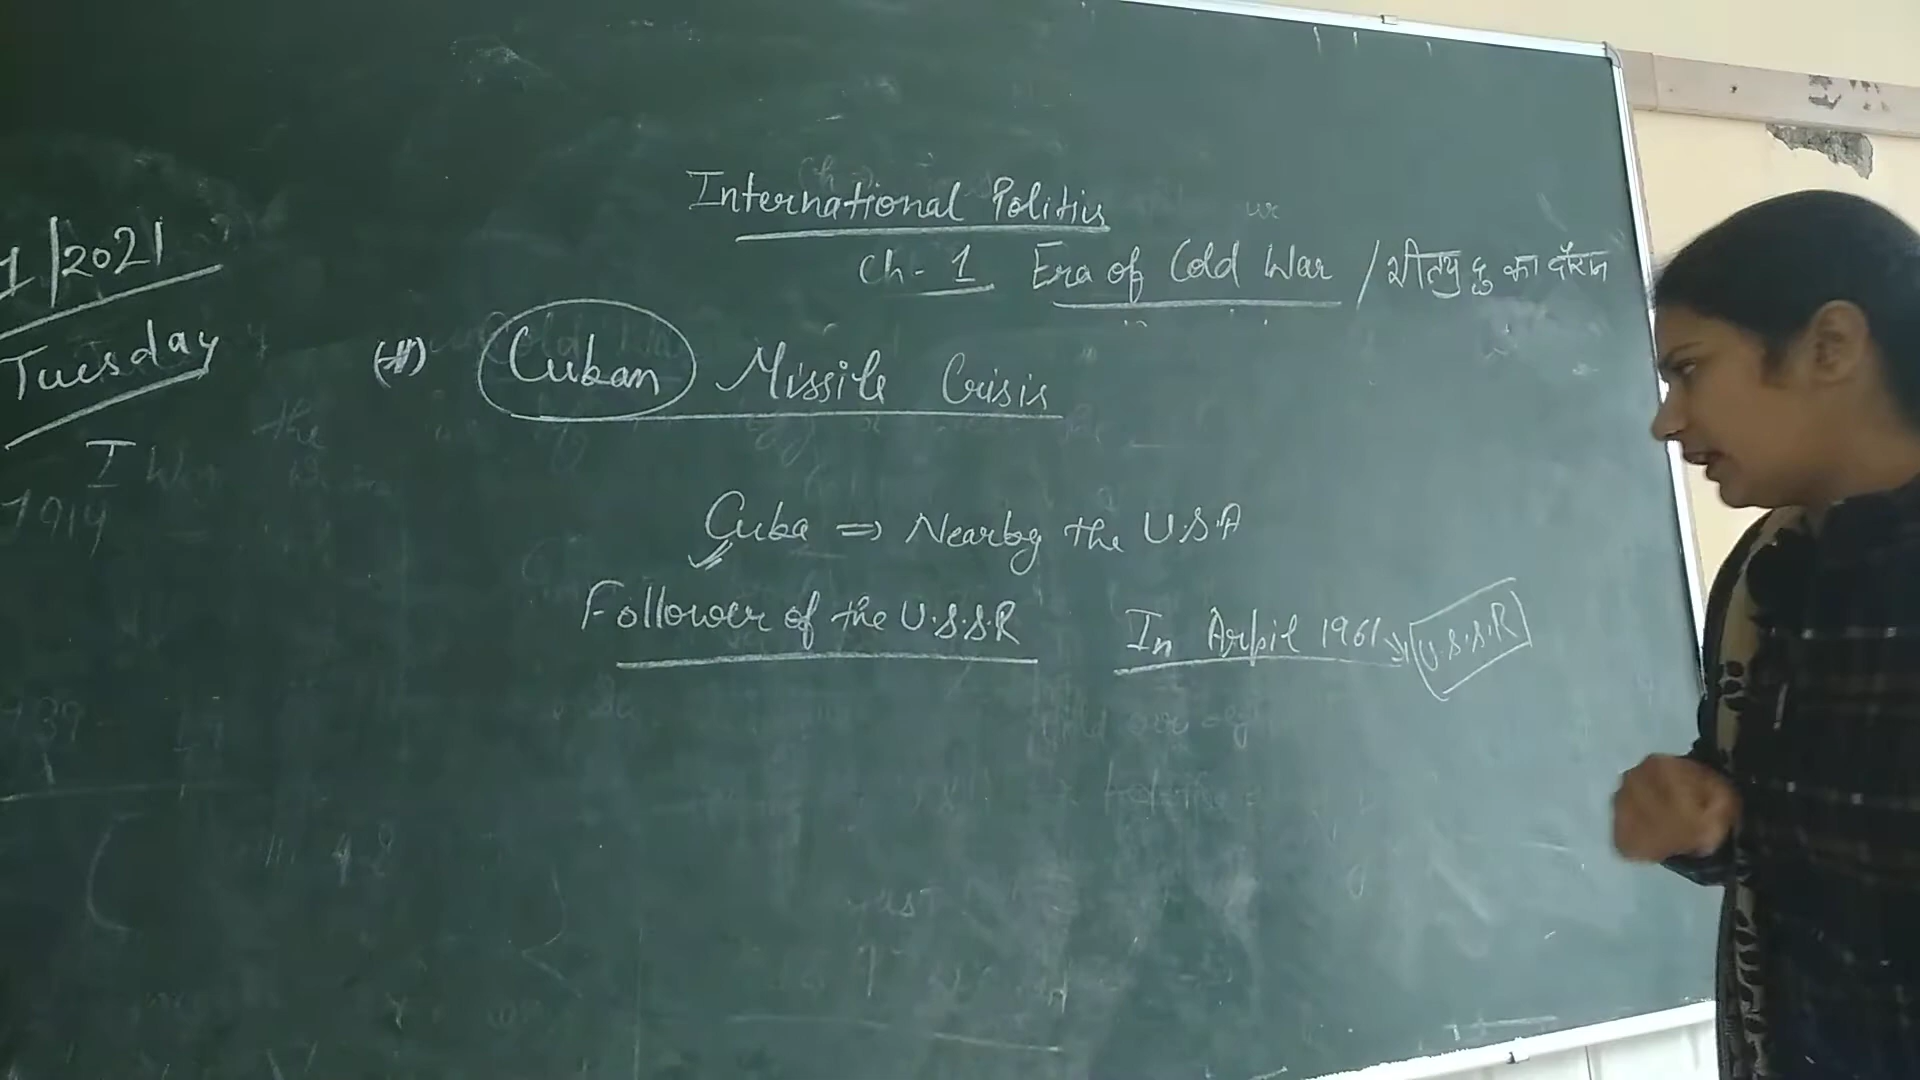 International Politics
Ch- 1 Era of Cold War / शीतयुद्ध का दौरान
1/2021
Tuesday
(#) Cuban Missile Crisis
I War the
1914
Cuba => Nearby the U.S.A
Follower of the U.S.S.R In Arpil 1961 → U.S.S.R